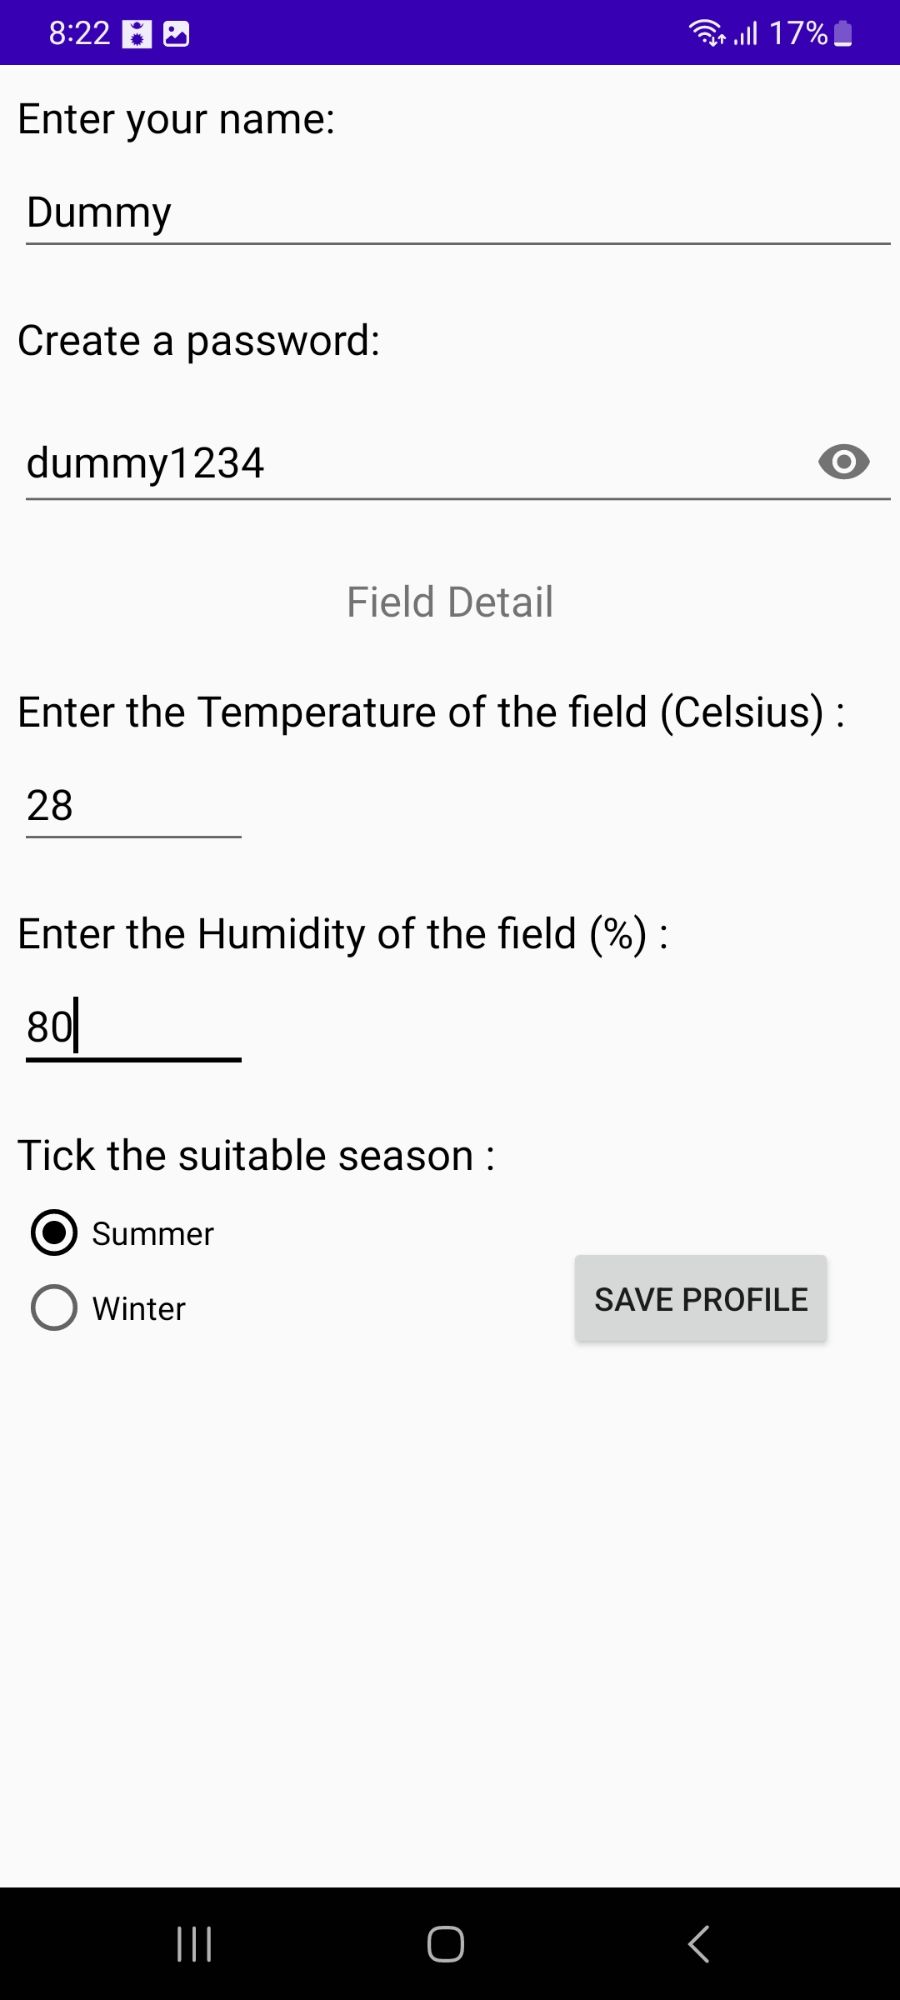 8:22 17%
Enter your name:
Dummy
Create a password:
dummy1234
Field Detail
Enter the Temperature of the field (Celsius) :
28
Enter the Humidity of the field (%) :
80
Tick the suitable season :
Summer
Winter
SAVE PROFILE